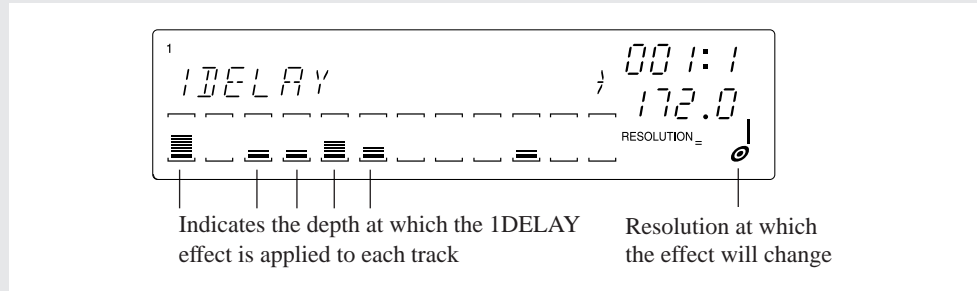 1
1DELAY
001:1
172.0
RESOLUTION =
Indicates the depth at which the 1DELAY
effect is applied to each track
Resolution at which
the effect will change